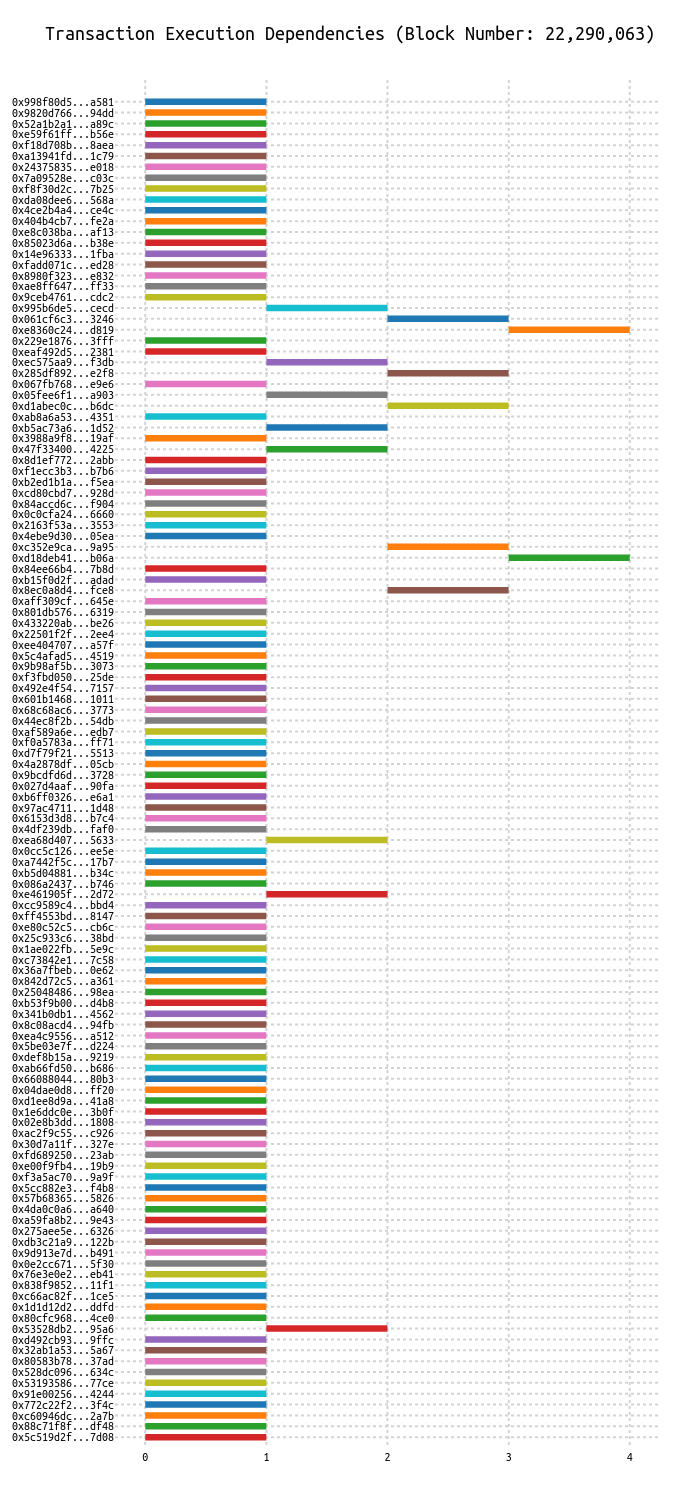 Transaction Execution Dependencies (Block Number: 22,290,063)
0x998f80d5...a581
0x9820d766...94dd
0x52a1b2a1...a89c
0xe59f61ff...b56e
0xf18d708b...8aea
0xa13941fd...1c79
0x24375835...e018
0x7a09528e...c03c
0xf8f30d2c...7b25
0xda08dee6...568a
0x4ce2b4a4...ce4c
0x404b4cb7...fe2a
0xe8c038ba...af13
0x85023d6a...b38e
0x14e96333...1fba
0xfadd071c...ed28
0x8980f323...e832
0xae8ff647...ff33
0x9ceb4761...cdc2
0x995b6de5...cecd
0x061cf6c3...3246
0xe8360c24...d819
0x229e1876...3fff
0xeaf492d5...2381
0xec575aa9...f3db
0x285df892...e2f8
0x067fb768...e9e6
0x05fee6f1...a903
0xd1abec0c...b6dc
0xab8a6a53...4351
0xb5ac73a6...1d52
0x3988a9f8...19af
0x47f33400...4225
0x8d1ef772...2abb
0xf1ecc3b3...b7b6
0xb2ed1b1a...f5ea
0xcd80cbd7...928d
0x84accd6c...f904
0x0c0cfa24...6660
0x2163f53a...3553
0x4ebe9d30...05ea
0xc352e9ca...9a95
0xd18deb41...b06a
0x84ee66b4...7b8d
0xb15f0d2f...adad
0x8ec0a8d4...fce8
0xaff309cf...645e
0x801db576...6319
0x433220ab...be26
0x22501f2f...2ee4
0xee404707...a57f
0x5c4afad5...4519
0x9b98af5b...3073
0xf3fbd050...25de
0x492e4f54...7157
0x601b1468...1011
0x68c68ac6...3773
0x44ec8f2b...54db
0xaf589a6e...edb7
0xf0a5783a...ff71
0xd7f79f21...5513
0x4a2878df...05cb
0x9bcdfd6d...3728
0x027d4aaf...90fa
0xb6ff0326...e6a1
0x97ac4711...1d48
0x6153d3d8...b7c4
0x4df239db...faf0
0xea68d407...5633
0x0cc5c126...ee5e
0xa7442f5c...17b7
0xb5d04881...b34c
0x086a2437...b746
0xe461905f...2d72
0xcc9589c4...bbd4
0xff4553bd...8147
0xe80c52c5...cb6c
0x25c933c6...38bd
0x1ae022fb...5e9c
0xc73842e1...7c58
0x36a7fbeb...0e62
0x842d72c5...a361
0x25048486...98ea
0xb53f9b00...d4b8
0x341b0db1...4562
0x8c08acd4...94fb
0xea4c9556...a512
0x5be03e7f...d224
0xdef8b15a...9219
0xab66fd50...b686
0x66088044...80b3
0x04dae0d8...ff20
0xd1ee8d9a...41a8
0x1e6ddc0e...3b0f
0x02e8b3dd...1808
0xac2f9c55...c926
0x30d7a11f...327e
0xfd689250...23ab
0xe00f9fb4...19b9
0xf3a5ac70...9a9f
0x5cc882e3...f4b8
0x57b68365...5826
0x4da0c0a6...a640
0xa59fa8b2...9e43
0x275aee5e...6326
0xdb3c21a9...122b
0x9d913e7d...b491
0x0e2cc671...5f30
0x76e3e0e2...eb41
0x838f9852...11f1
0xc66ac82f...1ce5
0x1d1d12d2...ddfd
0x80cfc968...4ce0
0x53528db2...95a6
0xd492cb93...9ffc
0x32ab1a53...5a67
0x80583b78...37ad
0x528dc096...634c
0x53193586...77ce
0x91e00256...4244
0x772c22f2...3f4c
0xc60946dc...2a7b
0x88c71f8f...df48
0x5c519d2f...7d08
0 1 2 3 4